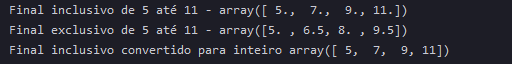 Final inclusivo de 5 até 11 - array([ 5.,  7.,  9., 11.])
Final exclusivo de 5 até 11 - array([5. , 6.5, 8. , 9.5])
Final inclusivo convertido para inteiro array([ 5,  7,  9, 11])